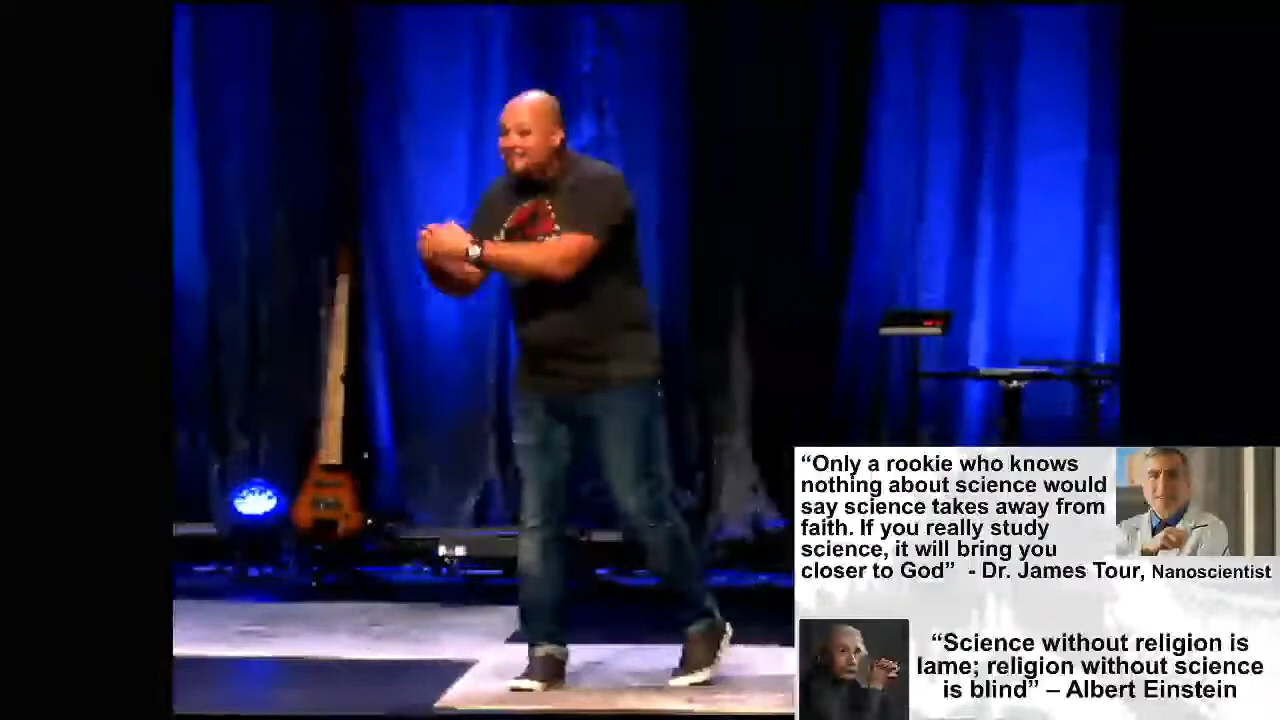 “Only a rookie who knows
nothing about science would
say science takes away from
faith. If you really study
science, it will bring you
closer to God” - Dr. James Tour, Nanoscientist
“Science without religion is
lame; religion without science
is blind” – Albert Einstein